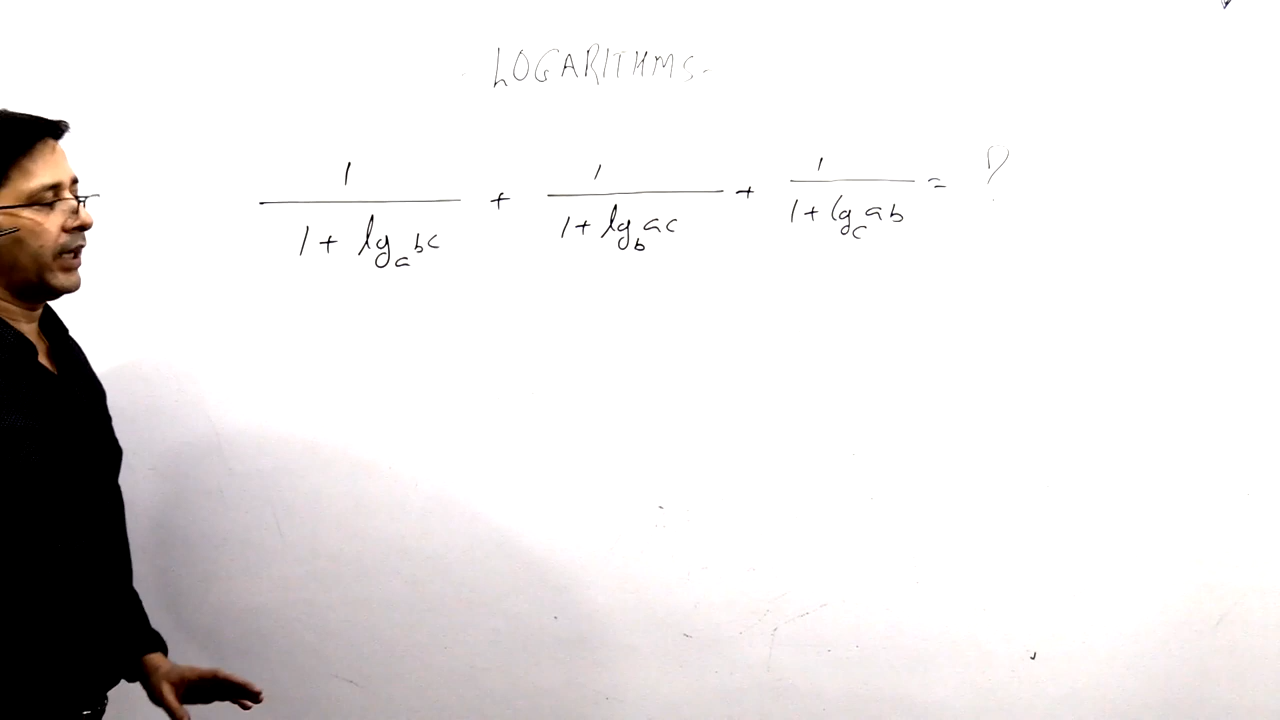 LOGARITHMS.
1/(1 + lg_a bc) + 1/(1 + lg_b ac) + 1/(1 + lg_c ab) = ?